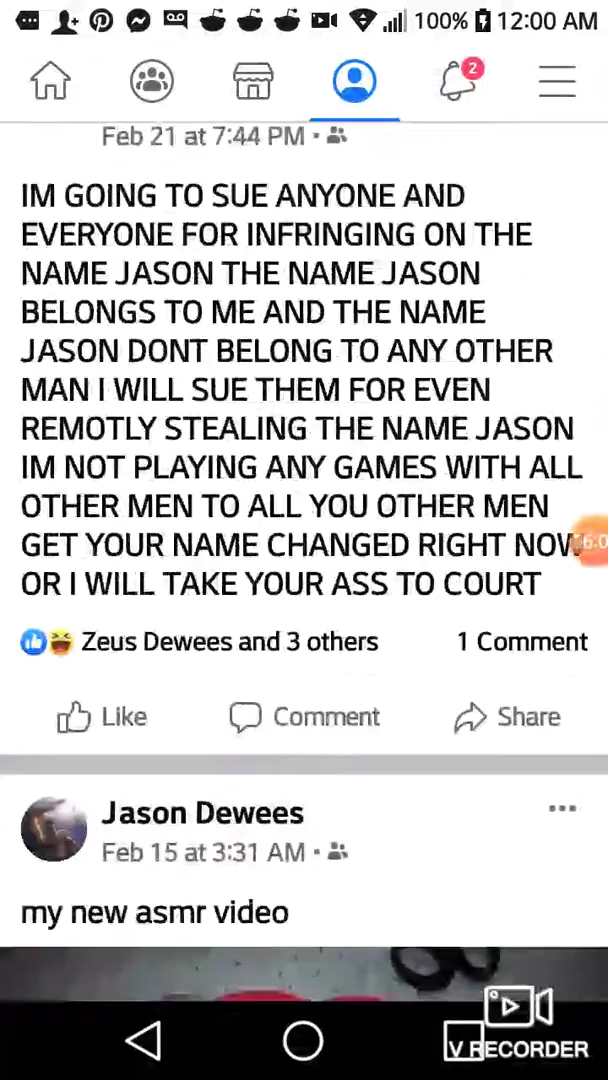 100% 12:00 AM
2
Feb 21 at 7:44 PM •
IM GOING TO SUE ANYONE AND
EVERYONE FOR INFRINGING ON THE
NAME JASON THE NAME JASON
BELONGS TO ME AND THE NAME
JASON DONT BELONG TO ANY OTHER
MAN I WILL SUE THEM FOR EVEN
REMOTLY STEALING THE NAME JASON
IM NOT PLAYING ANY GAMES WITH ALL
OTHER MEN TO ALL YOU OTHER MEN
GET YOUR NAME CHANGED RIGHT NOW
OR I WILL TAKE YOUR ASS TO COURT
Zeus Dewees and 3 others 1 Comment
Like Comment Share
Jason Dewees
Feb 15 at 3:31 AM •
my new asmr video
V RECORDER